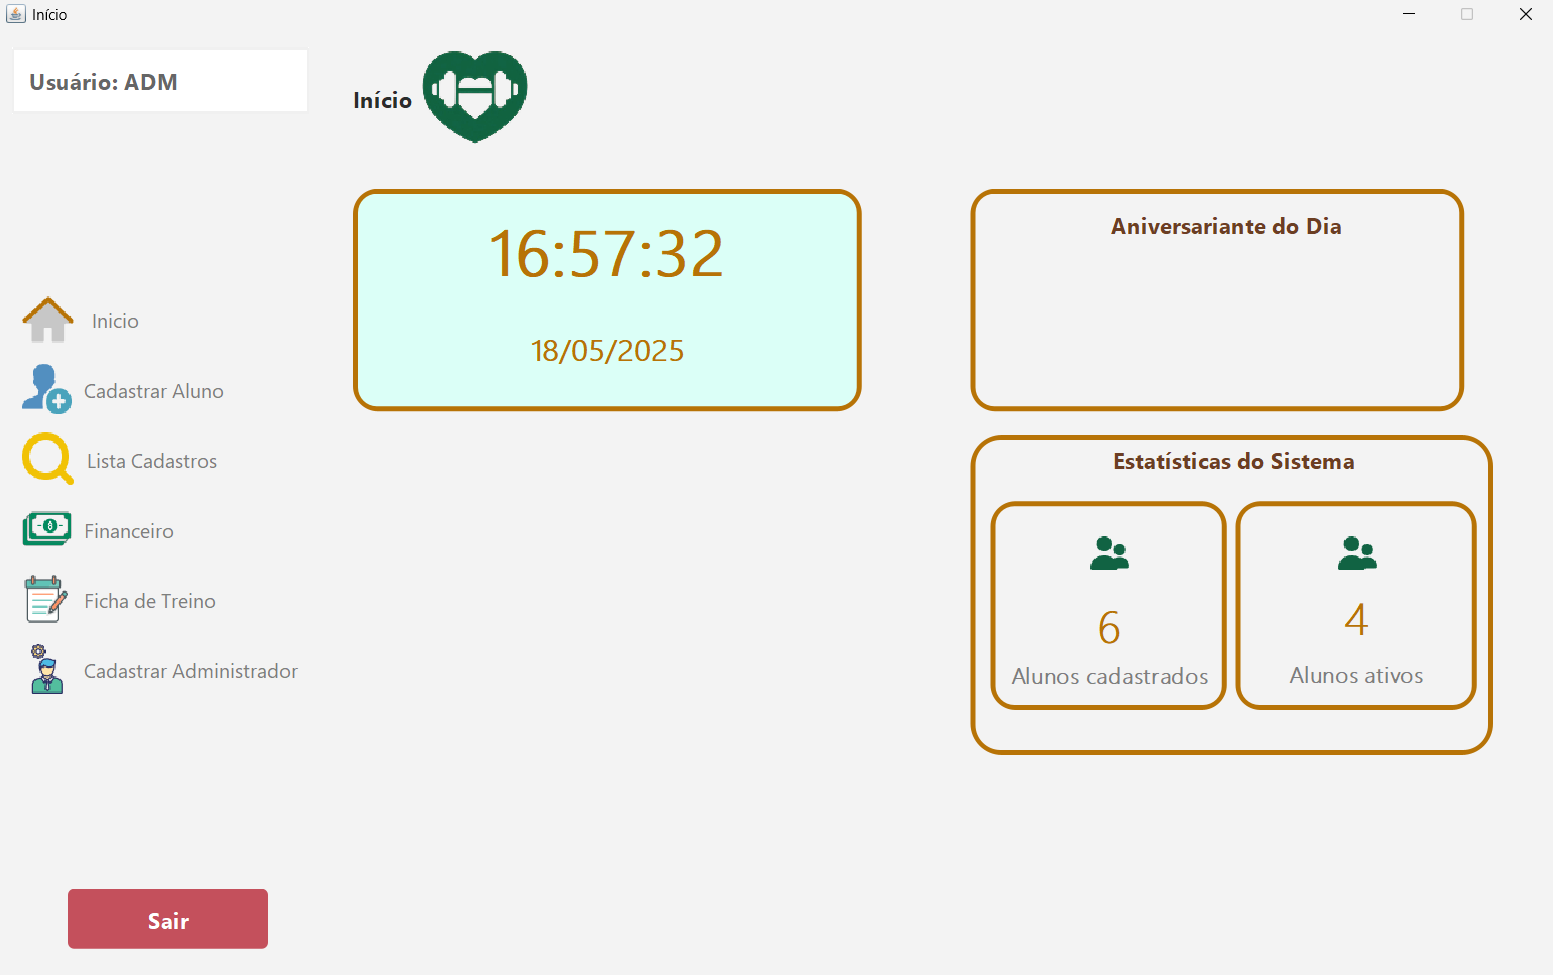 Início
Usuário: ADM
Início
16:57:32
18/05/2025
Aniversariante do Dia
Inicio
Cadastrar Aluno
Lista Cadastros
Financeiro
Ficha de Treino
Cadastrar Administrador
Estatísticas do Sistema
6
Alunos cadastrados
4
Alunos ativos
Sair